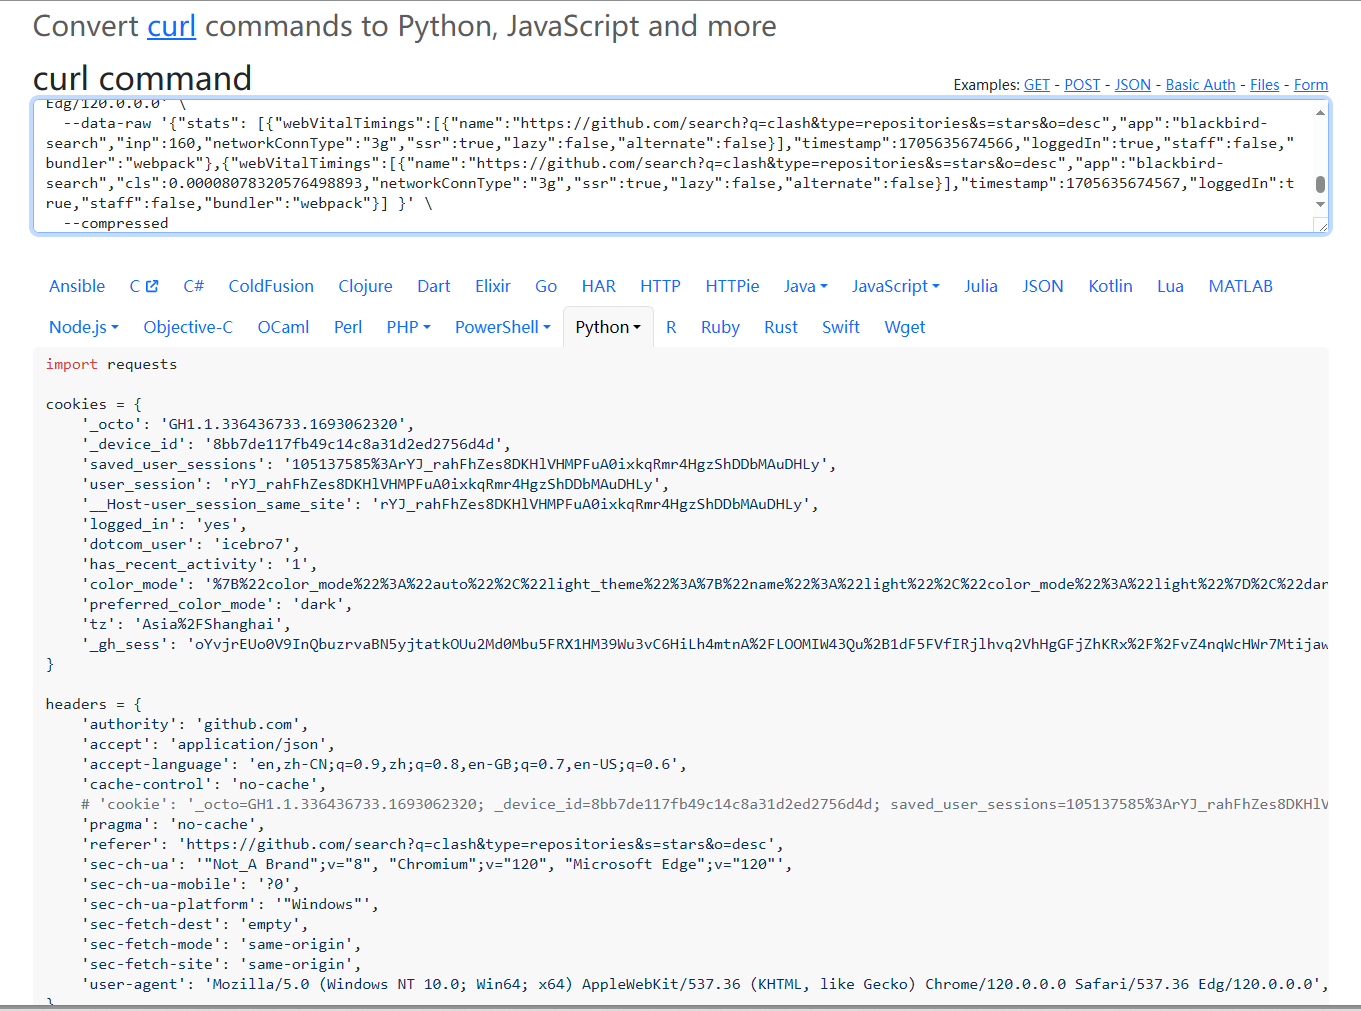 Convert curl commands to Python, JavaScript and more
curl command
Examples: GET - POST - JSON - Basic Auth - Files - Form
Edg/120.0.0.0' \
--data-raw '{"stats": [{"webVitalTimings":[{"name":"https://github.com/search?q=clash&type=repositories&s=stars&o=desc","app":"blackbird-
search","inp":160,"networkConnType":"3g","ssr":true,"lazy":false,"alternate":false}],"timestamp":1705635674566,"loggedIn":true,"staff":false,"
bundler":"webpack"},{"webVitalTimings":[{"name":"https://github.com/search?q=clash&type=repositories&s=stars&o=desc","app":"blackbird-
search","cls":0.00008078320576498893,"networkConnType":"3g","ssr":true,"lazy":false,"alternate":false}],"timestamp":1705635674567,"loggedIn":t
rue,"staff":false,"bundler":"webpack"}] }' \
--compressed
Ansible C C# ColdFusion Clojure Dart Elixir Go HAR HTTP HTTPie Java JavaScript Julia JSON Kotlin Lua MATLAB
Node.js Objective-C OCaml Perl PHP PowerShell Python R Ruby Rust Swift Wget
import requests
cookies = {
'_octo': 'GH1.1.336436733.1693062320',
'_device_id': '8bb7de117fb49c14c8a31d2ed2756d4d',
'saved_user_sessions': '105137585%3ArYJ_rahFhZes8DKHlVHMPFuA0ixkqRmr4HgzShDDbMAuDHLy',
'user_session': 'rYJ_rahFhZes8DKHlVHMPFuA0ixkqRmr4HgzShDDbMAuDHLy',
'__Host-user_session_same_site': 'rYJ_rahFhZes8DKHlVHMPFuA0ixkqRmr4HgzShDDbMAuDHLy',
'logged_in': 'yes',
'dotcom_user': 'icebro7',
'has_recent_activity': '1',
'color_mode': '%7B%22color_mode%22%3A%22auto%22%2C%22light_theme%22%3A%7B%22name%22%3A%22light%22%2C%22color_mode%22%3A%22light%22%7D%2C%22dar
'preferred_color_mode': 'dark',
'tz': 'Asia%2FShanghai',
'_gh_sess': 'oYvjrEUo0V9InQbuzrvaBN5yjtatkOUu2Md0Mbu5FRX1HM39Wu3vC6HiLh4mtnA%2FLOOMIW43Qu%2B1dF5FVfIRjlhvq2VhHgGFjZhKRx%2F%2FvZ4nqWcHWr7Mtijaw
}
headers = {
'authority': 'github.com',
'accept': 'application/json',
'accept-language': 'en,zh-CN;q=0.9,zh;q=0.8,en-GB;q=0.7,en-US;q=0.6',
'cache-control': 'no-cache',
# 'cookie': '_octo=GH1.1.336436733.1693062320; _device_id=8bb7de117fb49c14c8a31d2ed2756d4d; saved_user_sessions=105137585%3ArYJ_rahFhZes8DKHlV
'pragma': 'no-cache',
'referer': 'https://github.com/search?q=clash&type=repositories&s=stars&o=desc',
'sec-ch-ua': '"Not_A Brand";v="8", "Chromium";v="120", "Microsoft Edge";v="120"',
'sec-ch-ua-mobile': '?0',
'sec-ch-ua-platform': '"Windows"',
'sec-fetch-dest': 'empty',
'sec-fetch-mode': 'same-origin',
'sec-fetch-site': 'same-origin',
'user-agent': 'Mozilla/5.0 (Windows NT 10.0; Win64; x64) AppleWebKit/537.36 (KHTML, like Gecko) Chrome/120.0.0.0 Safari/537.36 Edg/120.0.0.0',
}